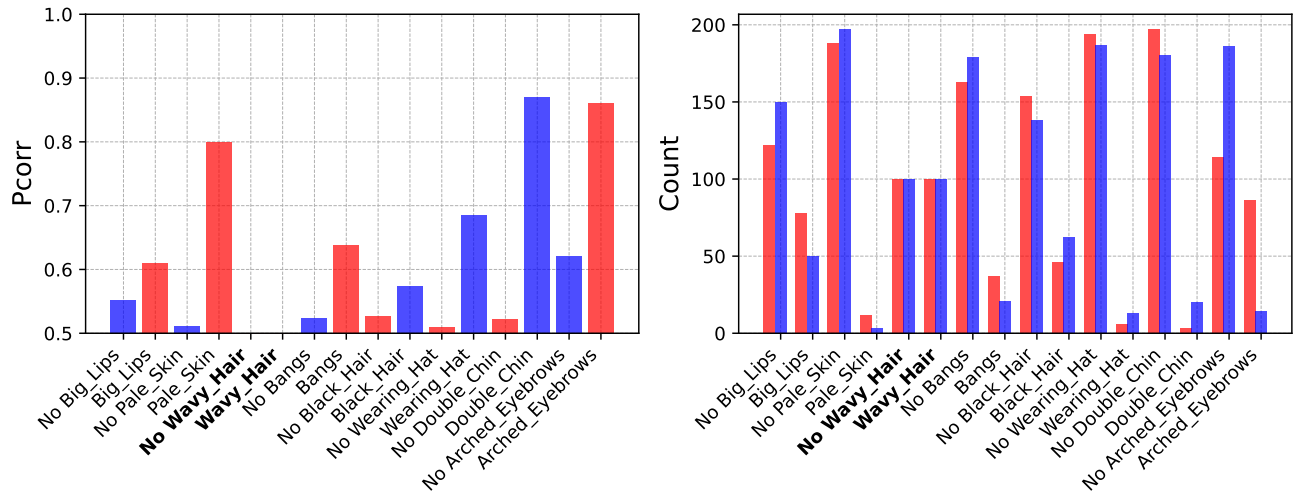 Pcorr
1.0
0.9
0.8
0.7
0.6
0.5
No Big_Lips
Big_Lips
No Pale_Skin
Pale_Skin
No Wavy_Hair
Wavy_Hair
No Bangs
Bangs
No Black_Hair
Black_Hair
No Wearing_Hat
Wearing_Hat
No Double_Chin
Double_Chin
No Arched_Eyebrows
Arched_Eyebrows
Count
200
150
100
50
0
No Big_Lips
Big_Lips
No Pale_Skin
Pale_Skin
No Wavy_Hair
Wavy_Hair
No Bangs
Bangs
No Black_Hair
Black_Hair
No Wearing_Hat
Wearing_Hat
No Double_Chin
Double_Chin
No Arched_Eyebrows
Arched_Eyebrows